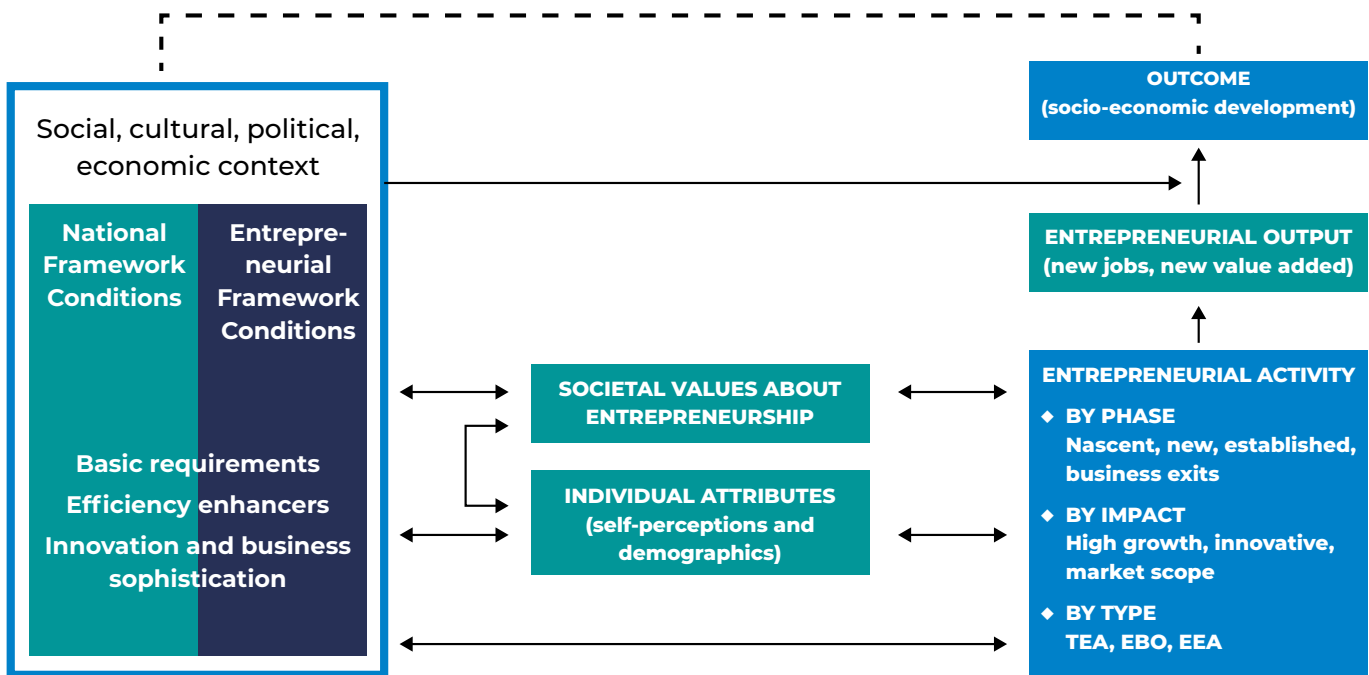 Social, cultural, political,
economic context
National
Framework
Conditions
Entrepre-
neurial
Framework
Conditions
Basic requirements
Efficiency enhancers
Innovation and business
sophistication
SOCIETAL VALUES ABOUT
ENTREPRENEURSHIP
INDIVIDUAL ATTRIBUTES
(self-perceptions and
demographics)
OUTCOME
(socio-economic development)
ENTREPRENEURIAL OUTPUT
(new jobs, new value added)
ENTREPRENEURIAL ACTIVITY
◆ BY PHASE
Nascent, new, established,
business exits
◆ BY IMPACT
High growth, innovative,
market scope
◆ BY TYPE
TEA, EBO, EEA